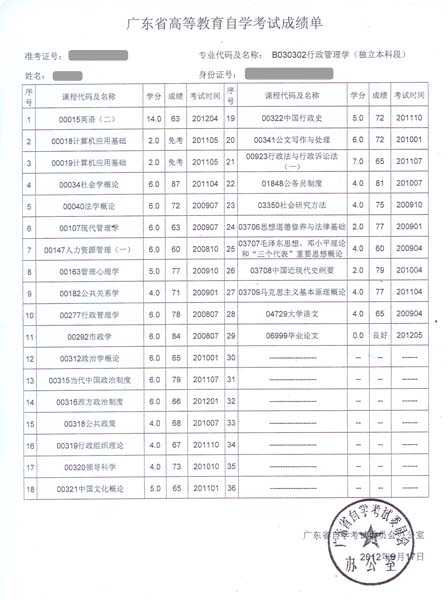 广东省高等教育自学考试成绩单
准考证号： 专业代码及名称： B030302行政管理学（独立本科段）
姓名： 身份证号：
序号 课程代码及名称 学分 成绩 考试时间 序号 课程代码及名称 学分 成绩 考试时间
1 00015英语（二） 14.0 63 201204 19 00322中国行政史 5.0 72 201110
2 00018计算机应用基础 2.0 免考 201105 20 00341公文写作与处理 6.0 72 201001
3 00019计算机应用基础 2.0 免考 201105 21 00923行政法与行政诉讼法（一） 7.0 65 201107
4 00034社会学概论 6.0 87 201104 22 01848公务员制度 4.0 81 201007
5 00040法学概论 6.0 72 200907 23 03350社会研究方法 4.0 75 200910
6 00107现代管理学 6.0 63 200907 24 03706思想道德修养与法律基础 2.0 77 200901
7 00147人力资源管理（一） 6.0 60 200810 25 03707毛泽东思想、邓小平理论和“三个代表”重要思想概论 4.0 60 200904
8 00163管理心理学 5.0 77 200910 26 03708中国近现代史纲要 2.0 79 201004
9 00182公共关系学 4.0 71 200901 27 03709马克思主义基本原理概论 4.0 77 201104
10 00277行政管理学 6.0 78 200807 28 04729大学语文 4.0 65 200904
11 00292市政学 6.0 84 200807 29 06999毕业论文 0.0 良好 201205
12 00312政治学概论 6.0 65 201001 30 ------------------ --- --- ------
13 00315当代中国政治制度 6.0 79 201107 31 ------------------ --- --- ------
14 00316西方政治制度 6.0 66 201201 32 ------------------ --- --- ------
15 00318公共政策 4.0 68 201007 33 ------------------ --- --- ------
16 00319行政组织理论 4.0 67 201110 34 ------------------ --- --- ------
17 00320领导科学 4.0 73 201010 35 ------------------ --- --- ------
18 00321中国文化概论 5.0 65 201101 36 ------------------ --- --- ------
广东省自学考试委员会办公室
2012年9月17日
广东省自学考试委员会
办公室